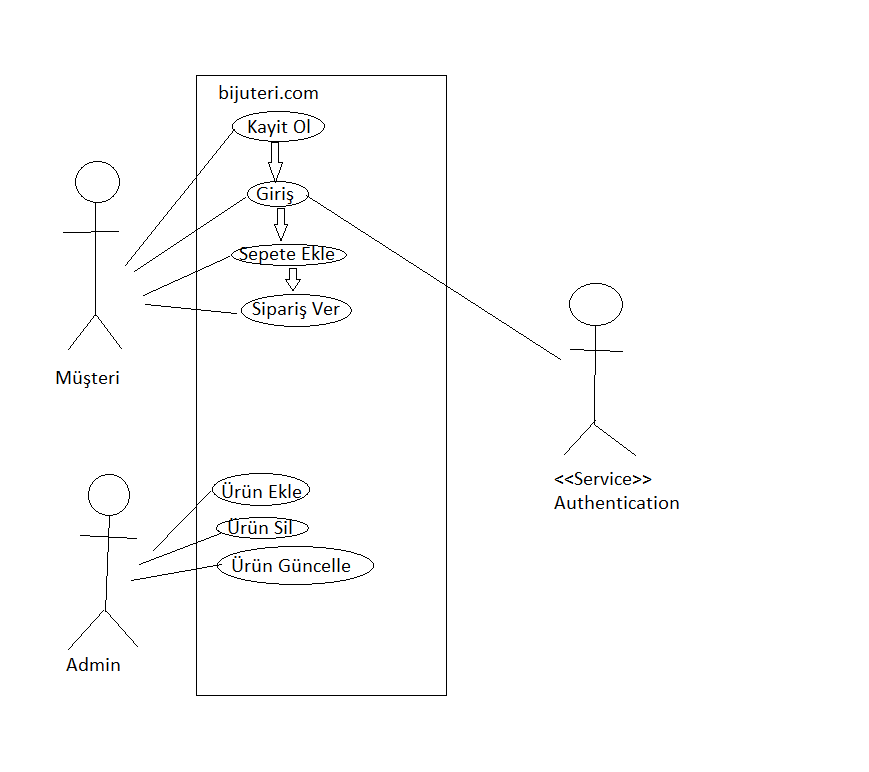 bijuteri.com
Kayit Ol
Giriş
Sepete Ekle
Sipariş Ver
Müşteri
<<Service>>
Authentication
Ürün Ekle
Ürün Sil
Ürün Güncelle
Admin